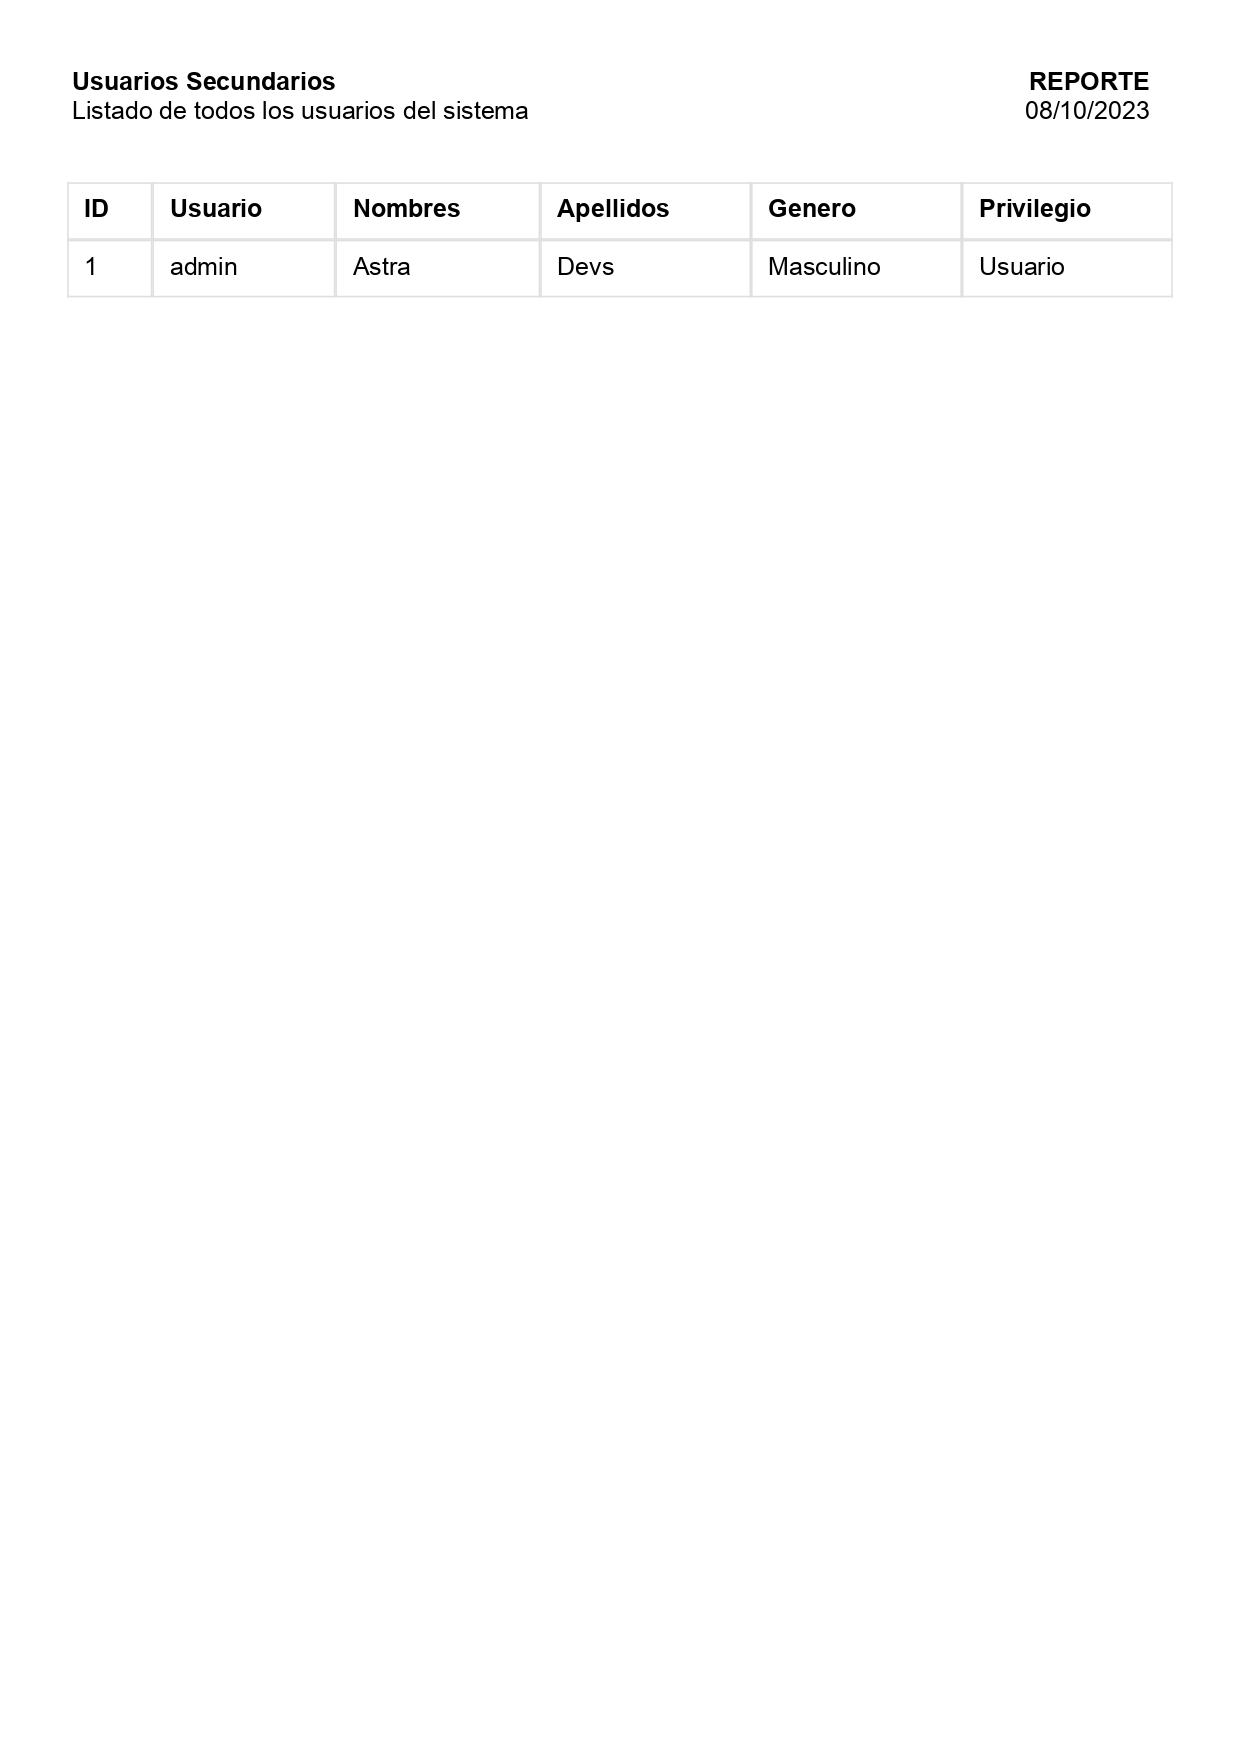 Usuarios Secundarios REPORTE
Listado de todos los usuarios del sistema 08/10/2023
ID Usuario Nombres Apellidos Genero Privilegio
1 admin Astra Devs Masculino Usuario